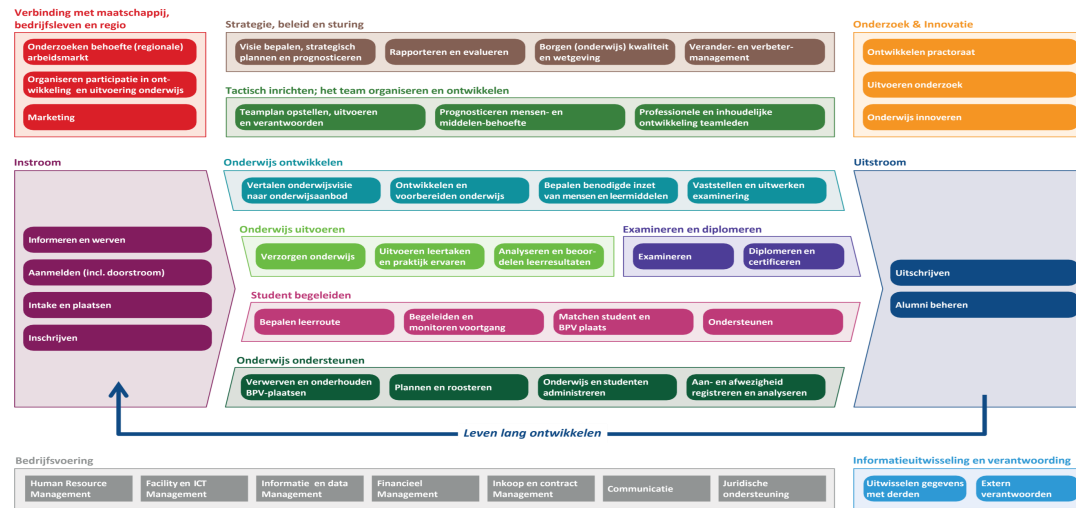 Verbinding met maatschappij,
bedrijfsleven en regio
Onderzoeken behoefte (regionale)
arbeidsmarkt
Organiseren participatie in ont-
wikkeling en uitvoering onderwijs
Marketing
Strategie, beleid en sturing
Visie bepalen, strategisch
plannen en prognosticeren
Rapporteren en evalueren
Borgen (onderwijs) kwaliteit
en wetgeving
Verander- en verbeter-
management
Tactisch inrichten; het team organiseren en ontwikkelen
Teamplan opstellen, uitvoeren
en verantwoorden
Prognosticeren mensen- en
middelen-behoefte
Professionele en inhoudelijke
ontwikkeling teamleden
Onderzoek & Innovatie
Ontwikkelen practoraat
Uitvoeren onderzoek
Onderwijs innoveren
Instroom
Informeren en werven
Aanmelden (incl. doorstroom)
Intake en plaatsen
Inschrijven
Onderwijs ontwikkelen
Vertalen onderwijsvisie
naar onderwijsaanbod
Ontwikkelen en
voorbereiden onderwijs
Bepalen benodigde inzet
van mensen en leermiddelen
Vaststellen en uitwerken
examinering
Onderwijs uitvoeren
Verzorgen onderwijs
Uitvoeren leertaken
en praktijk ervaren
Analyseren en beoor-
delen leerresultaten
Examineren en diplomeren
Examineren
Diplomeren en
certificeren
Student begeleiden
Bepalen leerroute
Begeleiden en
monitoren voortgang
Matchen student en
BPV plaats
Ondersteunen
Onderwijs ondersteunen
Verwerven en onderhouden
BPV-plaatsen
Plannen en roosteren
Onderwijs en studenten
administreren
Aan- en afwezigheid
registreren en analyseren
Uitstroom
Uitschrijven
Alumni beheren
Leven lang ontwikkelen
Bedrijfsvoering
Human Resource
Management
Facility en ICT
Management
Informatie en data
Management
Financieel
Management
Inkoop en contract
Management
Communicatie
Juridische
ondersteuning
Informatieuitwisseling en verantwoording
Uitwisselen gegevens
met derden
Extern
verantwoorden